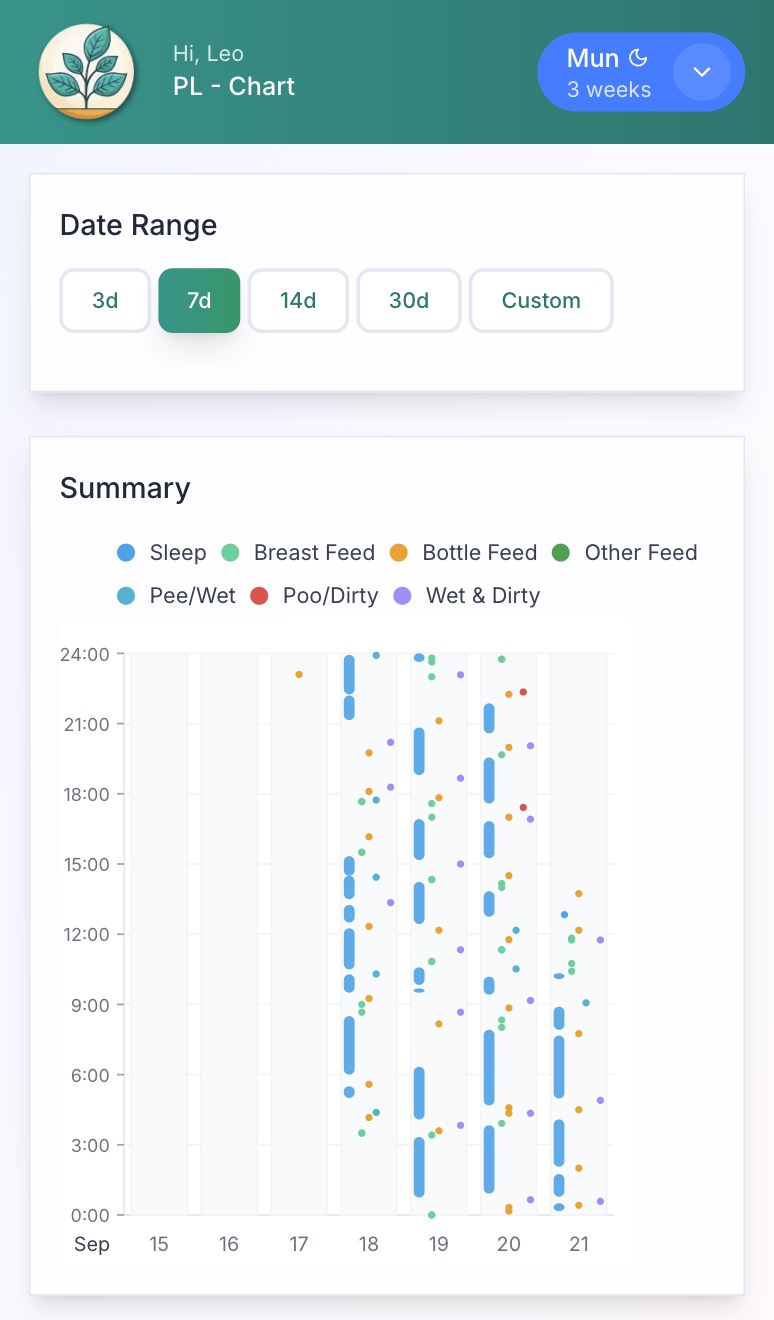 Hi, Leo
PL - Chart
Mun
3 weeks
Date Range
3d 7d 14d 30d Custom
Summary
Sleep Breast Feed Bottle Feed Other Feed
Pee/Wet Poo/Dirty Wet & Dirty
24:00
21:00
18:00
15:00
12:00
9:00
6:00
3:00
0:00
Sep 15 16 17 18 19 20 21